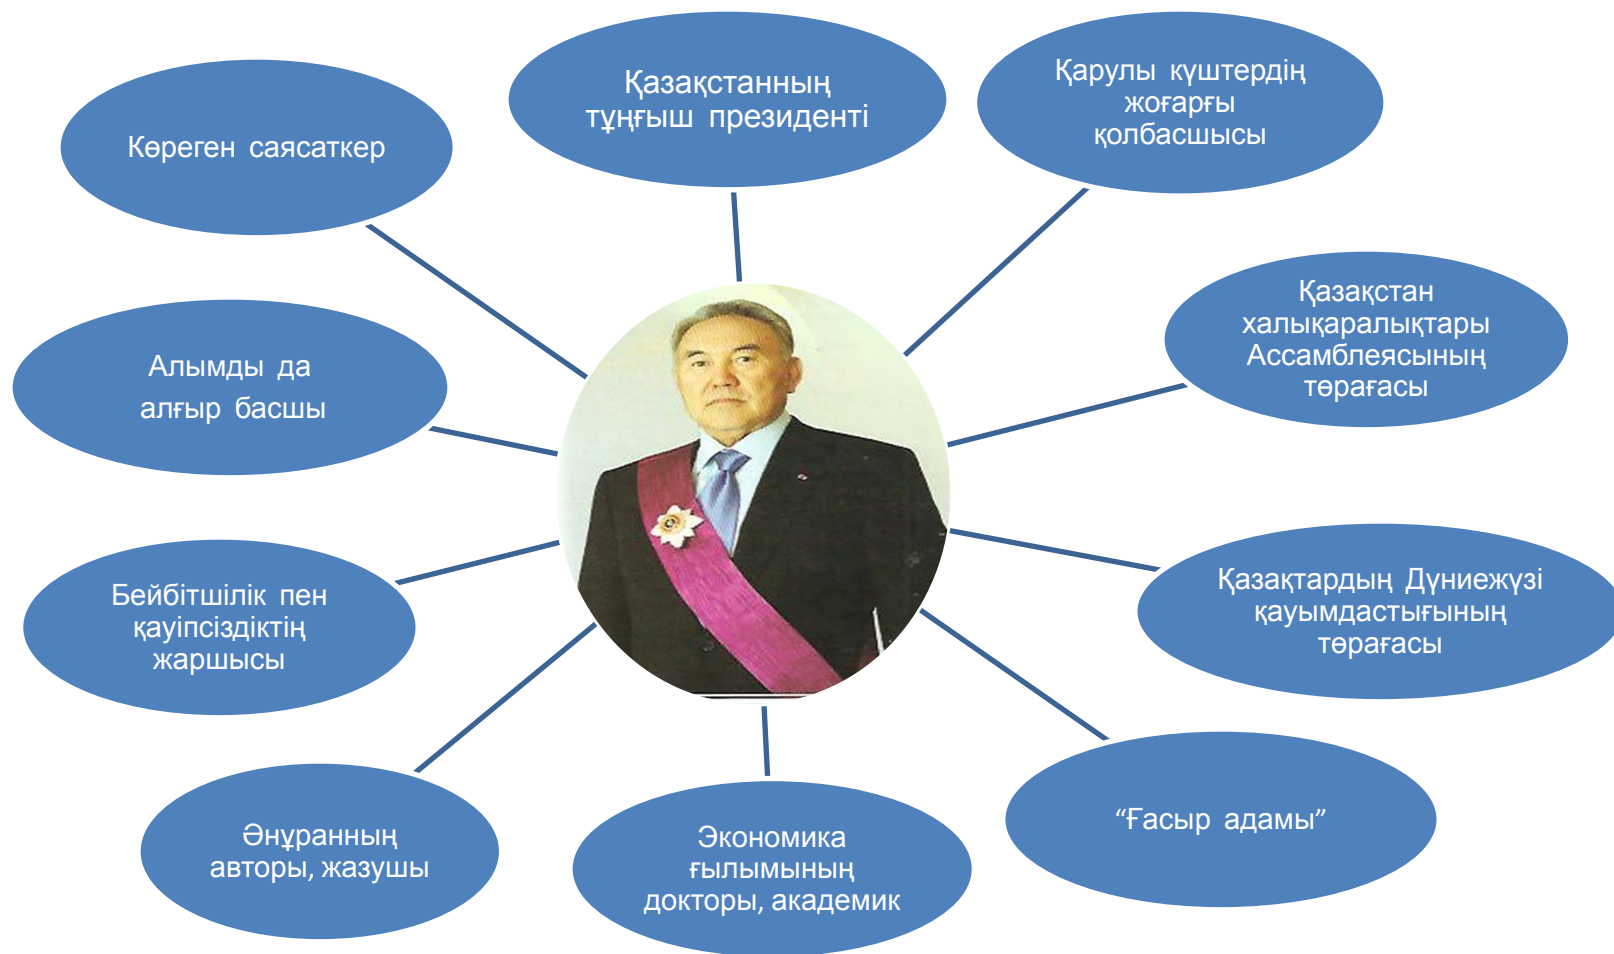 Қазақстанның
тұңғыш президенті
Қарулы күштердің
жоғарғы
қолбасшысы
Көреген саясаткер
Қазақстан
халықаралықтары
Ассамблеясының
төрағасы
Алымды да
алғыр басшы
Қазақтардың Дүниежүзі
қауымдастығының
төрағасы
Бейбітшілік пен
қауіпсіздіктің
жаршысы
“Ғасыр адамы”
Әнұранның
авторы, жазушы
Экономика
ғылымының
докторы, академик